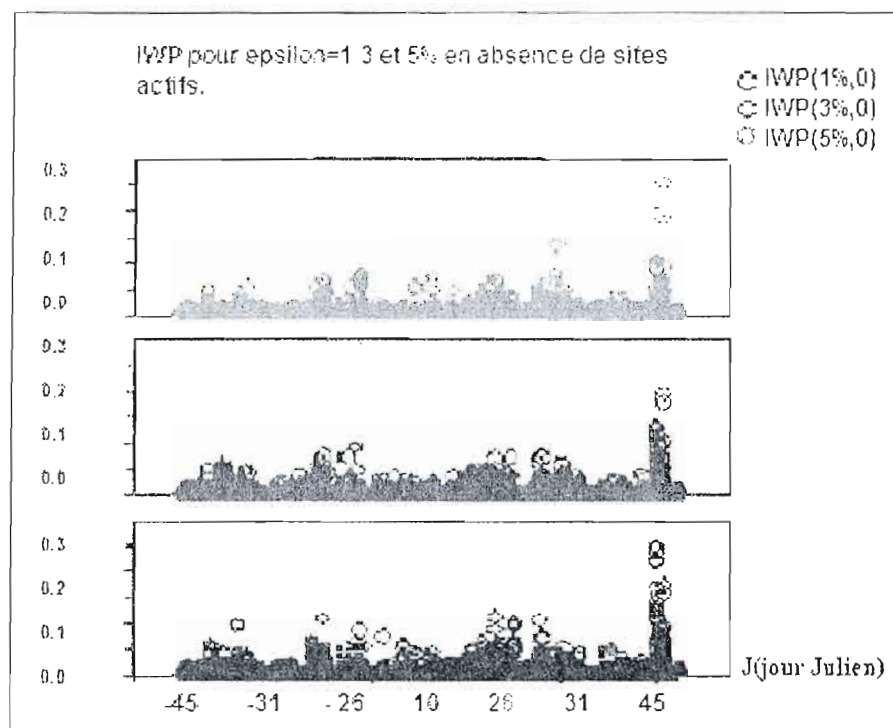 IWP pour epsilon=1 3 et 5% en absence de sites
actifs.
IWP(1%,0)
IWP(3%,0)
IWP(5%,0)
0.3
0.2
0.1
0.0
0.3
0.2
0.1
0.0
0.3
0.2
0.1
0.0
J(jour Julien)
-45 -31 -26 10 26 31 45